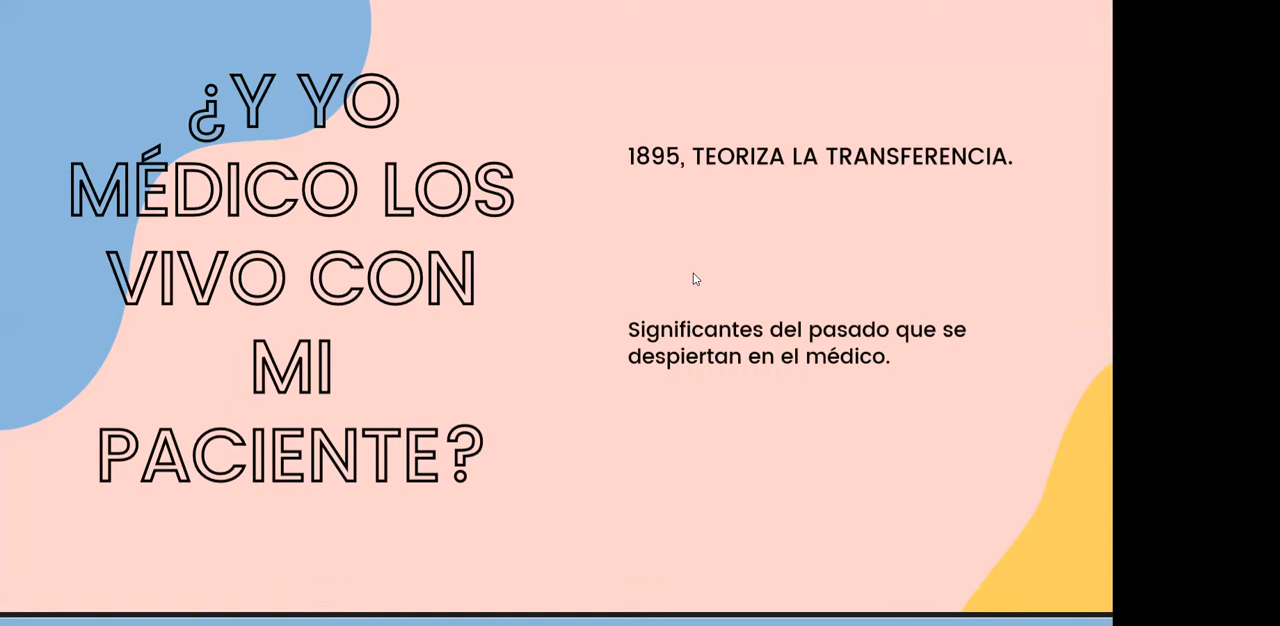 ¿Y YO
MÉDICO LOS
VIVO CON
MI
PACIENTE?
1895, TEORIZA LA TRANSFERENCIA.
Significantes del pasado que se
despiertan en el médico.